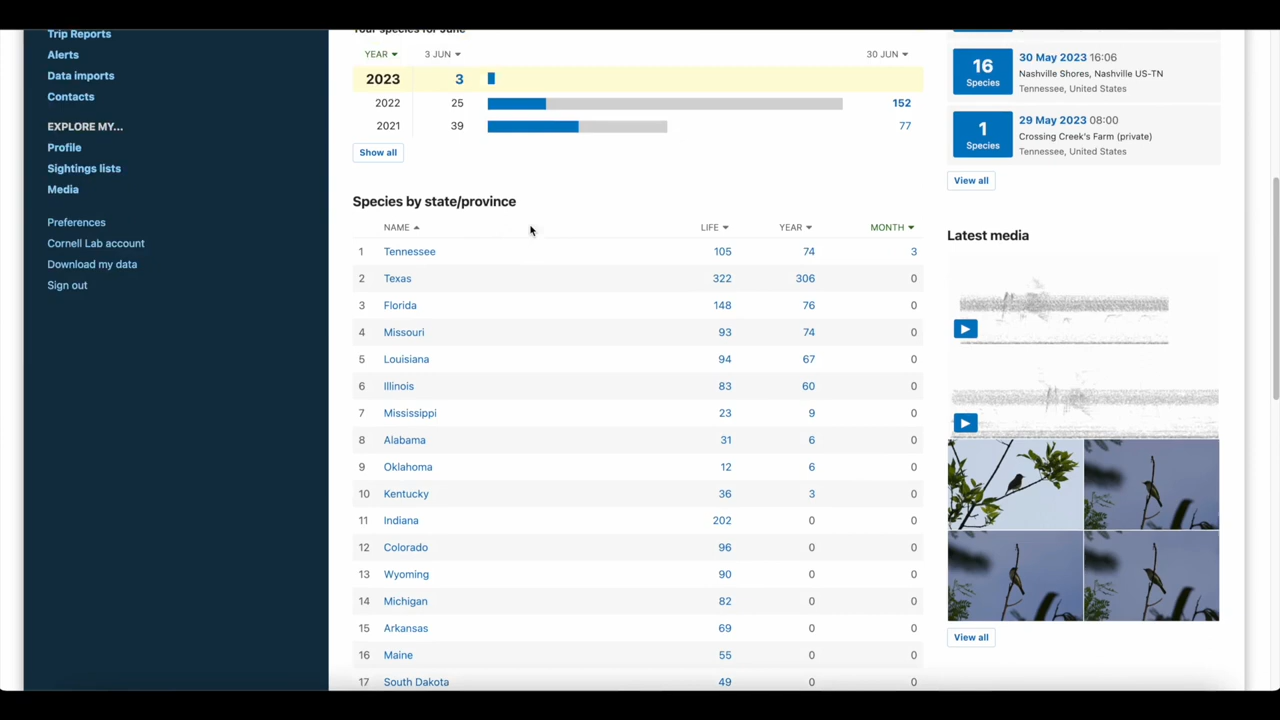 Trip Reports
Alerts
Data imports
Contacts
EXPLORE MY...
Profile
Sightings lists
Media
Preferences
Cornell Lab account
Download my data
Sign out
Your species for June
YEAR 3 JUN 30 JUN
2023 3
2022 25 152
2021 39 77
Show all
Species by state/province
NAME LIFE YEAR MONTH
1 Tennessee 105 74 3
2 Texas 322 306 0
3 Florida 148 76 0
4 Missouri 93 74 0
5 Louisiana 94 67 0
6 Illinois 83 60 0
7 Mississippi 23 9 0
8 Alabama 31 6 0
9 Oklahoma 12 6 0
10 Kentucky 36 3 0
11 Indiana 202 0 0
12 Colorado 96 0 0
13 Wyoming 90 0 0
14 Michigan 82 0 0
15 Arkansas 69 0 0
16 Maine 55 0 0
17 South Dakota 49 0 0
16 Species
30 May 2023 16:06
Nashville Shores, Nashville US-TN
Tennessee, United States
1 Species
29 May 2023 08:00
Crossing Creek's Farm (private)
Tennessee, United States
View all
Latest media
View all